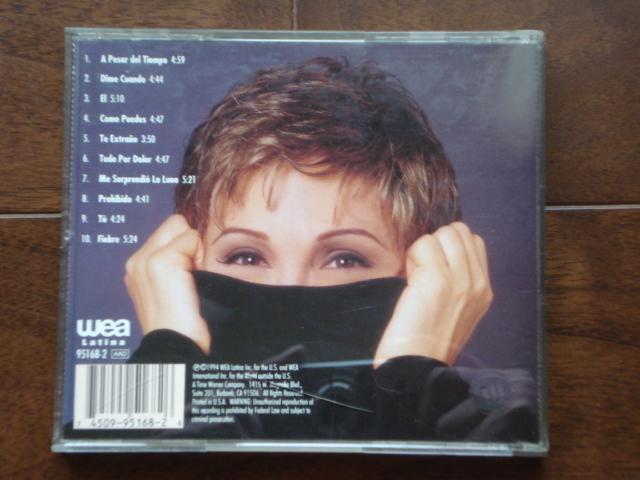 1. A Pesar del Tiempo 4:59
2. Dime Cuando 4:44
3. El 5:10
4. Como Puedes 4:47
5. Te Extraño 3:50
6. Todo Por Dolor 4:47
7. Me Sorprendió La Luna 5:21
8. Prohibido 4:41
9. Tú 4:24
10. Fiebre 5:24
wea
Latina
95168-2 AAD
℗©1994 WEA Latina Inc. for the U.S. and WEA
International Inc. for the World outside the U.S.
A Time Warner Company. 1415 W. Blvd.,
Suite 201, Burbank, CA 91506. All Rights Reserved.
Printed in U.S.A. WARNING: Unauthorized reproduction of
this recording is prohibited by Federal Law and subject to
criminal prosecution.
7 4509-95168-2 8